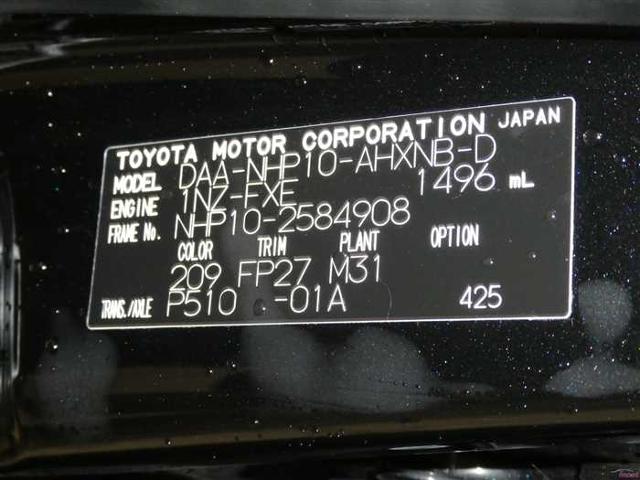 TOYOTA MOTOR CORPORATION JAPAN
MODEL DAA-NHP10-AHXNB-D
ENGINE 1NZ-FXE 1496 mL
FRAME No. NHP10-2584908
COLOR TRIM PLANT OPTION
209 FP27 M31
TRANS./AXLE P510 -01A 425